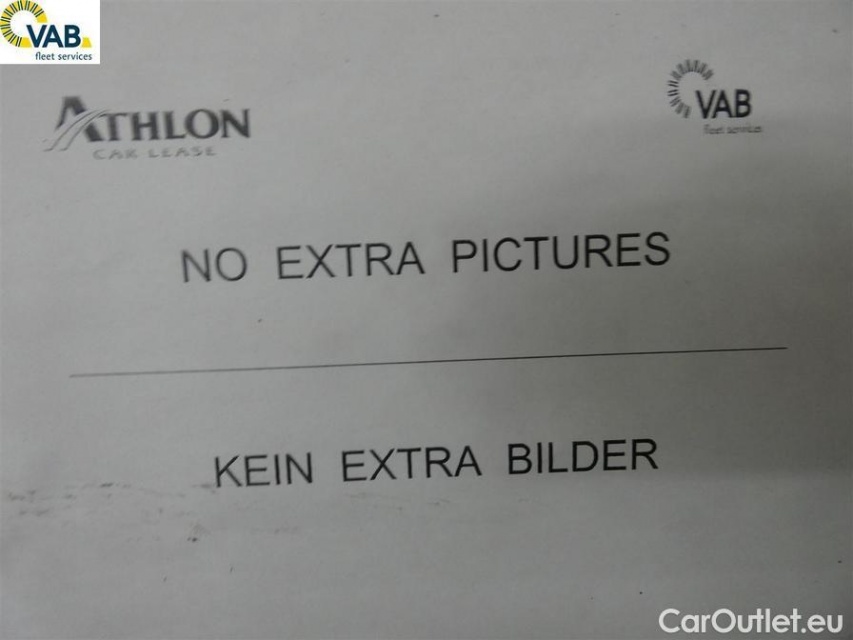 VAB
fleet services
ATHLON
CAR LEASE
VAB
fleet services
NO EXTRA PICTURES
KEIN EXTRA BILDER
CarOutlet.eu